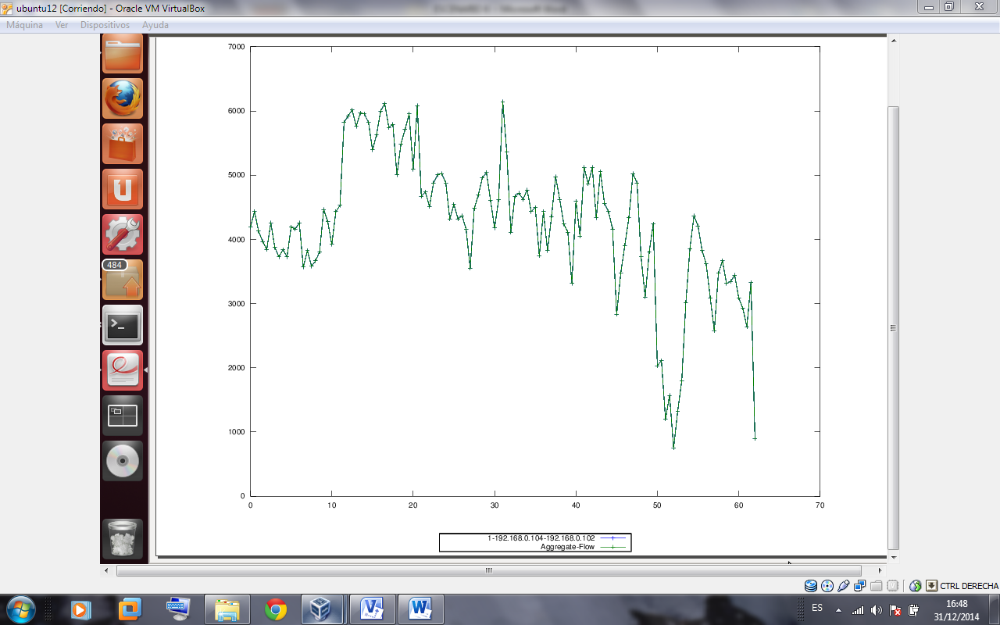 ubuntu12 [Corriendo] - Oracle VM VirtualBox
Máquina Ver Dispositivos Ayuda
7000
6000
5000
4000
3000
2000
1000
0
0 10 20 30 40 50 60 70
1-192.168.0.104-192.168.0.102
Aggregate-Flow
484
CTRL DERECHA
ES
16:48
31/12/2014